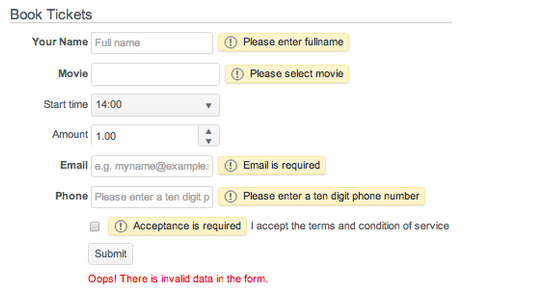 Book Tickets
Your Name Full name Please enter fullname
Movie Please select movie
Start time 14:00
Amount 1.00
Email e.g. myname@example. Email is required
Phone Please enter a ten digit p Please enter a ten digit phone number
Acceptance is required I accept the terms and condition of service
Submit
Oops! There is invalid data in the form.